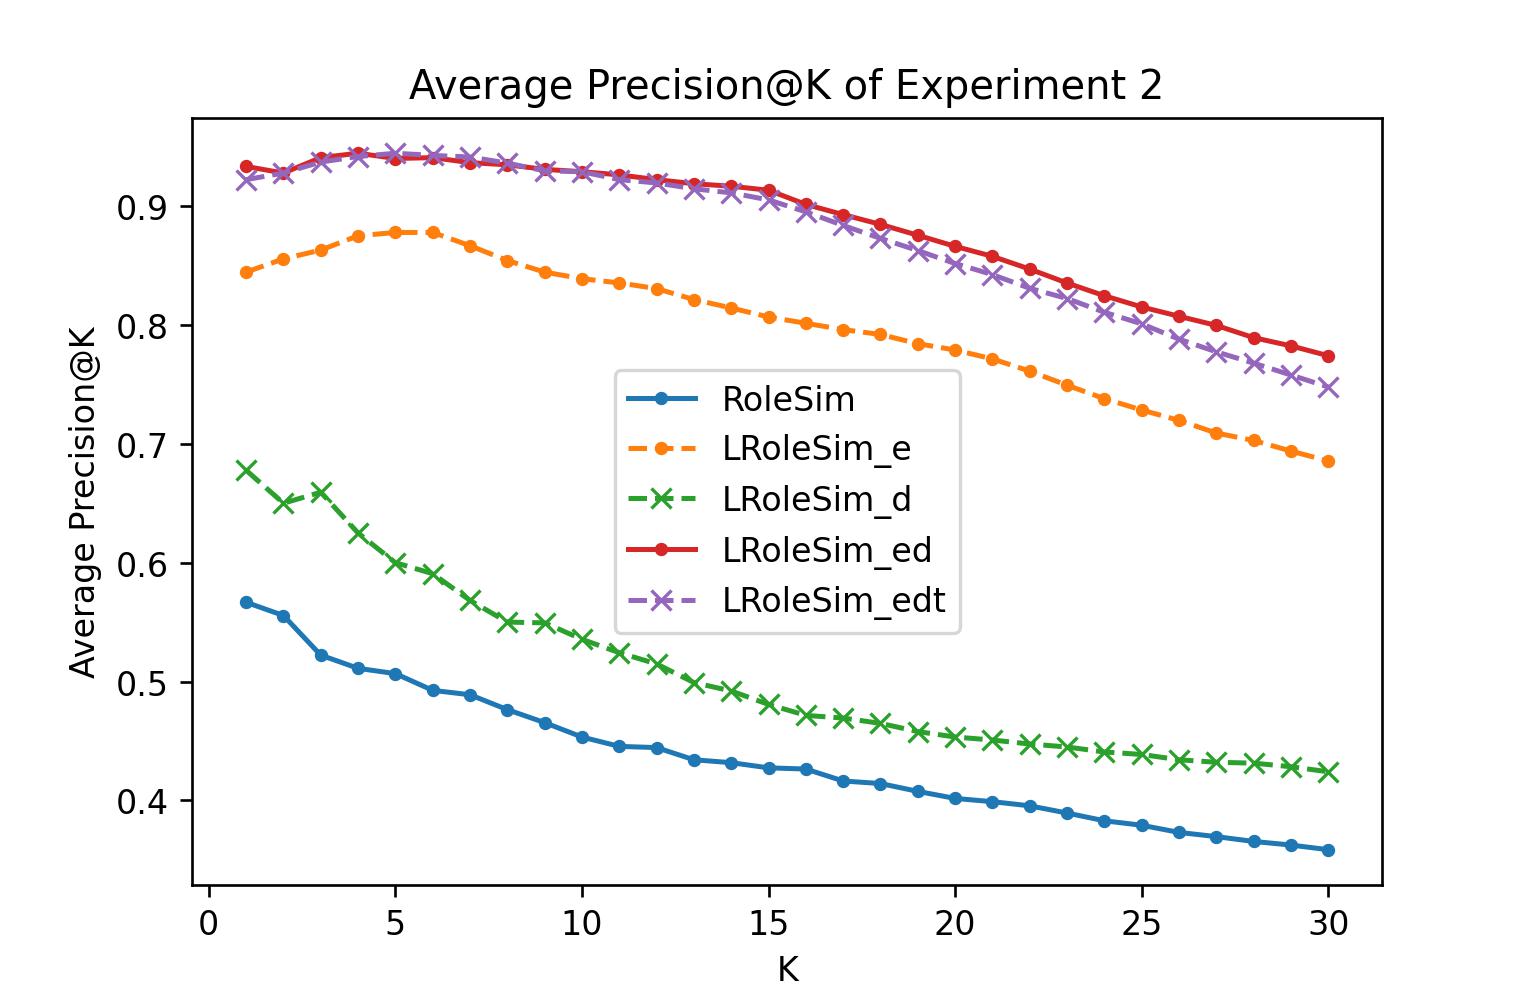 Average Precision@K of Experiment 2
Average Precision@K
0.9
0.8
0.7
0.6
0.5
0.4
RoleSim
LRoleSim_e
LRoleSim_d
LRoleSim_ed
LRoleSim_edt
0 5 10 15 20 25 30
K